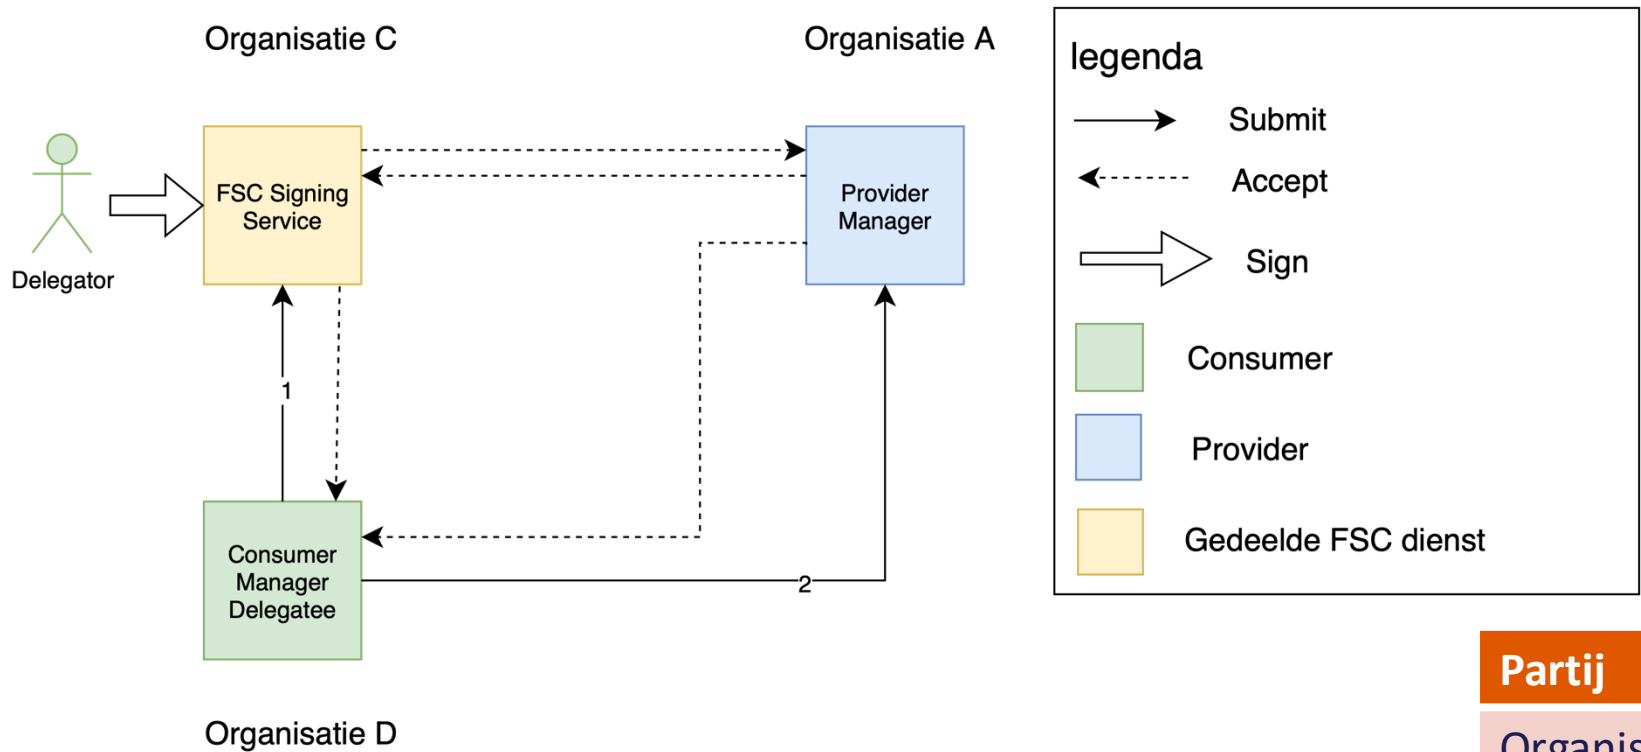 Organisatie C
Organisatie A
legenda
Submit
Accept
Sign
Consumer
Provider
Gedeelde FSC dienst
FSC Signing
Service
Provider
Manager
Delegator
1
Consumer
Manager
Delegatee
2
Organisatie D
Partij